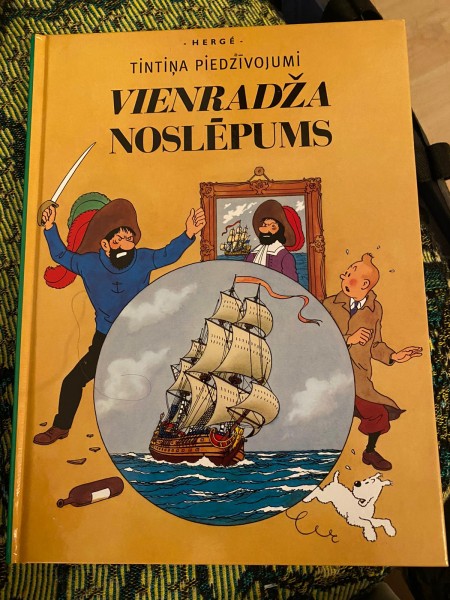 - HERGÉ -
TINTIŅA PIEDZĪVOJUMI
VIENRADŽA
NOSLĒPUMS